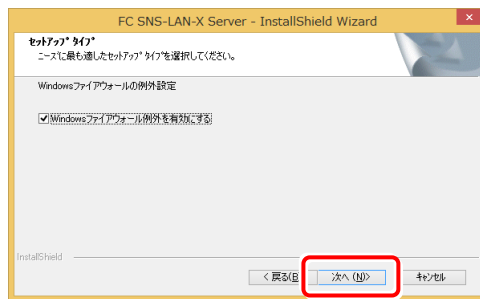 FC SNS-LAN-X Server - InstallShield Wizard
セットアップ タイプ
ニーズに最も適したセットアップ タイプを選択してください。
Windowsファイアウォールの例外設定
Windowsファイアウォール例外を有効にする
InstallShield
< 戻る(B
次へ (N)>
キャンセル